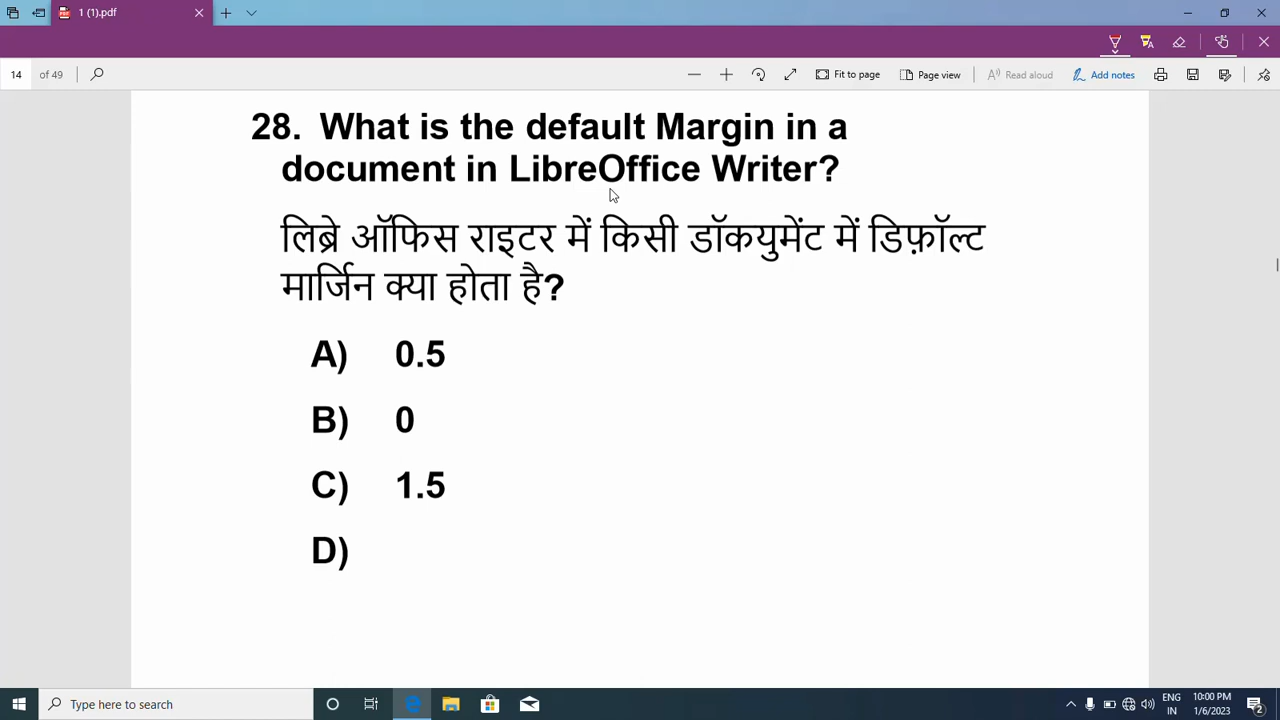 1 (1).pdf
14 of 49
Fit to page
Page view
Read aloud
Add notes
28. What is the default Margin in a
document in LibreOffice Writer?
लिब्रे ऑफिस राइटर में किसी डॉकयुमेंट में डिफ़ॉल्ट
मार्जिन क्या होता है?
A) 0.5
B) 0
C) 1.5
D)
Type here to search
ENG
10:00 PM
IN
1/6/2023
2